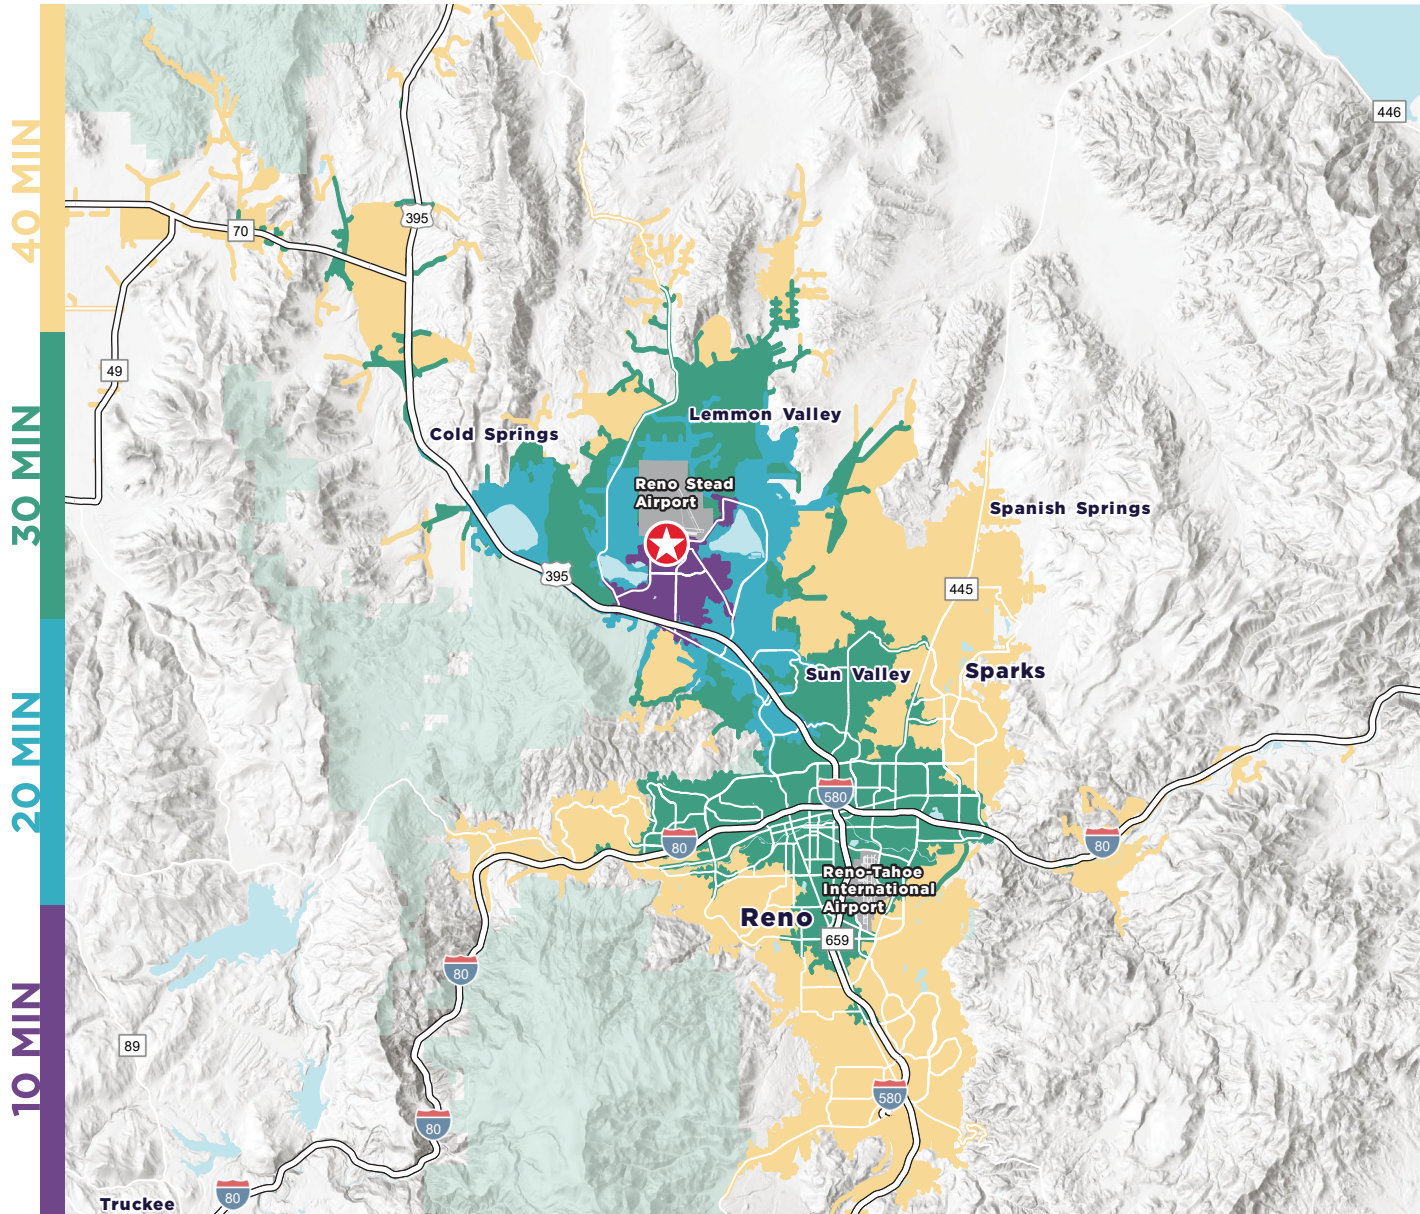 40 MIN
30 MIN
20 MIN
10 MIN
446
395
70
49
Lemmon Valley
Cold Springs
Reno Stead
Airport
Spanish Springs
395
445
Sun Valley
Sparks
580
80
80
Reno-Tahoe
International
Airport
Reno
659
80
89
580
80
80
Truckee